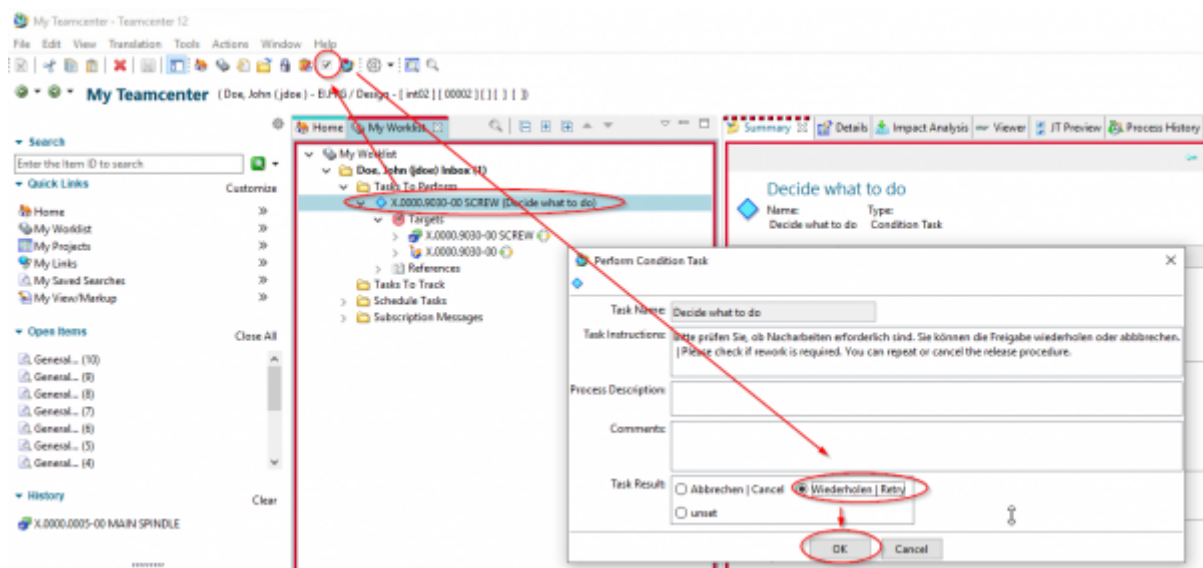 My Teamcenter - Teamcenter 12
File Edit View Translation Tools Actions Window Help
My Teamcenter (Doe, John (jdoe) - / Design - [ int02 ] [ 00002 ] [ ] [ ] [ ] )
Search
Enter the Item ID to search
Quick Links Customize
Home
My Worklist
My Projects
My Links
My Saved Searches
My View/Markup
Open Items Close All
General... (10)
General... (9)
General... (8)
General... (7)
General... (6)
General... (5)
General... (4)
History Clear
X.0000.0005-00 MAIN SPINDLE
Home My Worklist
My Worklist
Doe, John (jdoe) Inbox (1)
Tasks To Perform
X.0000.9030-00 SCREW (Decide what to do)
Targets
X.0000.9030-00 SCREW
X.0000.9030-00
References
Tasks To Track
Schedule Tasks
Subscription Messages
Summary Details Impact Analysis Viewer JT Preview Process History
Decide what to do
Name: Type:
Decide what to do Condition Task
Perform Condition Task
Task Name: Decide what to do
Task Instructions: Bitte prüfen Sie, ob Nacharbeiten erforderlich sind. Sie können die Freigabe wiederholen oder abbbrechen.
| Please check if rework is required. You can repeat or cancel the release procedure.
Process Description:
Comments:
Task Result: Abbrechen | Cancel Wiederholen | Retry
unset
OK Cancel